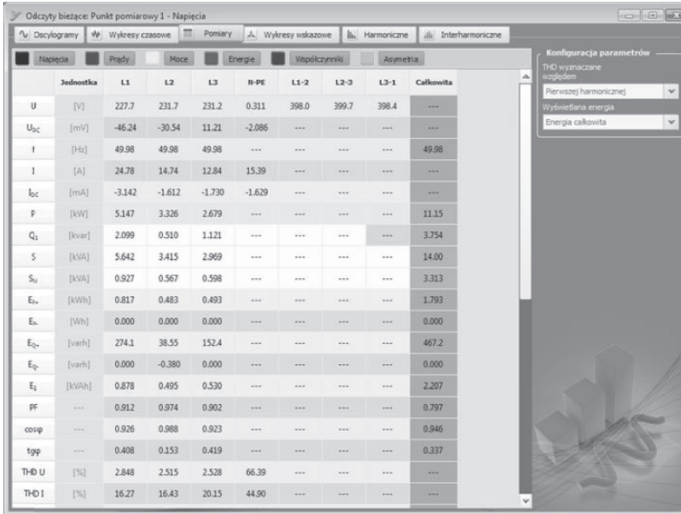 Odczyty bieżące: Punkt pomiarowy 1 - Napięcia
Oscylogramy Wykresy czasowe Pomiary Wykresy wskazowe Harmoniczne Interharmoniczne
Napięcia Prądy Moce Energie Współczynniki Asymetria
Jednostka L1 L2 L3 N-PE L1-2 L2-3 L3-1 Całkowita
U [V] 227.7 231.7 231.2 0.311 398.0 399.7 398.4 ---
UDC [mV] -46.24 -30.54 11.21 -2.086 --- --- --- ---
f [Hz] 49.98 49.98 49.98 --- --- --- --- 49.98
I [A] 24.78 14.74 12.84 15.39 --- --- --- ---
IDC [mA] -3.142 -1.612 -1.730 -1.629 --- --- --- ---
P [kW] 5.147 3.326 2.679 --- --- --- --- 11.15
Q1 [kvar] 2.099 0.510 1.121 --- --- --- --- 3.754
S [kVA] 5.642 3.415 2.969 --- --- --- --- 14.00
SN [kVA] 0.927 0.567 0.598 --- --- --- --- 3.313
EP+ [kWh] 0.817 0.483 0.493 --- --- --- --- 1.793
EP- [Wh] 0.000 0.000 0.000 --- --- --- --- 0.000
EQ+ [varh] 274.1 38.55 152.4 --- --- --- --- 467.2
EQ- [varh] 0.000 -0.380 0.000 --- --- --- --- 0.000
ES [kVAh] 0.878 0.495 0.530 --- --- --- --- 2.207
PF --- 0.912 0.974 0.902 --- --- --- --- 0.797
cosφ --- 0.926 0.988 0.923 --- --- --- --- 0.946
tgφ --- 0.408 0.153 0.419 --- --- --- --- 0.337
THD U [%] 2.848 2.515 2.528 66.39 --- --- --- ---
THD I [%] 16.27 16.43 20.15 44.90 --- --- --- ---
Konfiguracja parametrów
THD wyznaczane
względem
Pierwszej harmonicznej
Wyświetlana energia
Energia całkowita